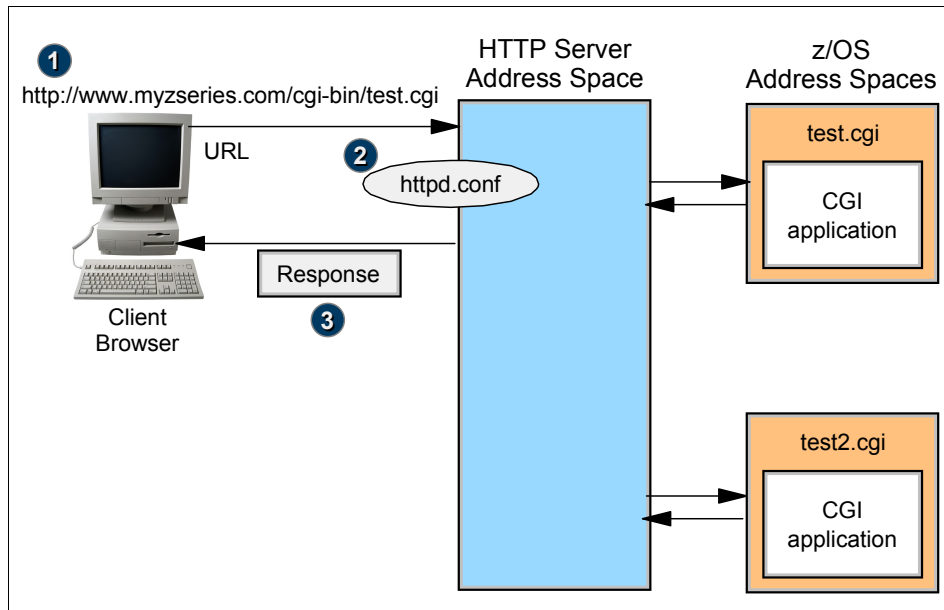 1
http://www.myzseries.com/cgi-bin/test.cgi
URL
2
httpd.conf
Response
3
Client
Browser
HTTP Server
Address Space
z/OS
Address Spaces
test.cgi
CGI
application
test2.cgi
CGI
application